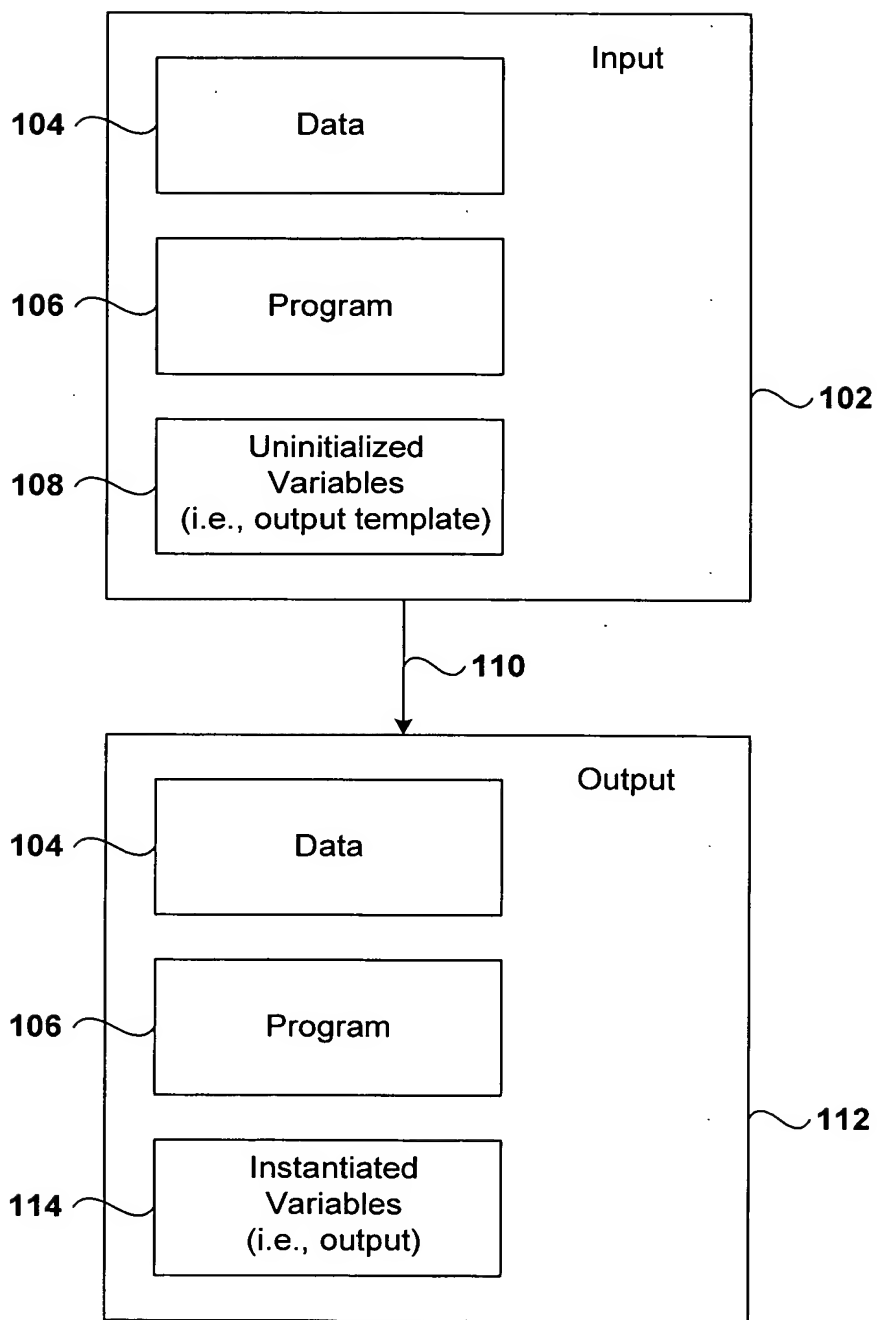 Input
104
Data
106
Program
102
108
Uninitialized
Variables
(i.e., output template)
110
Output
104
Data
106
Program
112
114
Instantiated
Variables
(i.e., output)